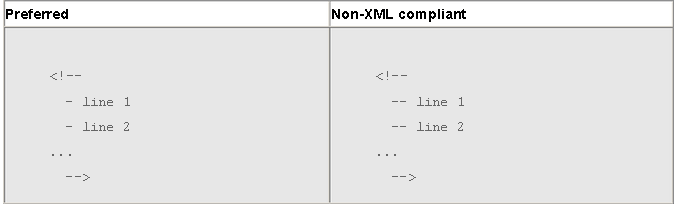 Preferred
Non-XML compliant
<!--
- line 1
- line 2
...
-->
<!--
-- line 1
-- line 2
...
-->